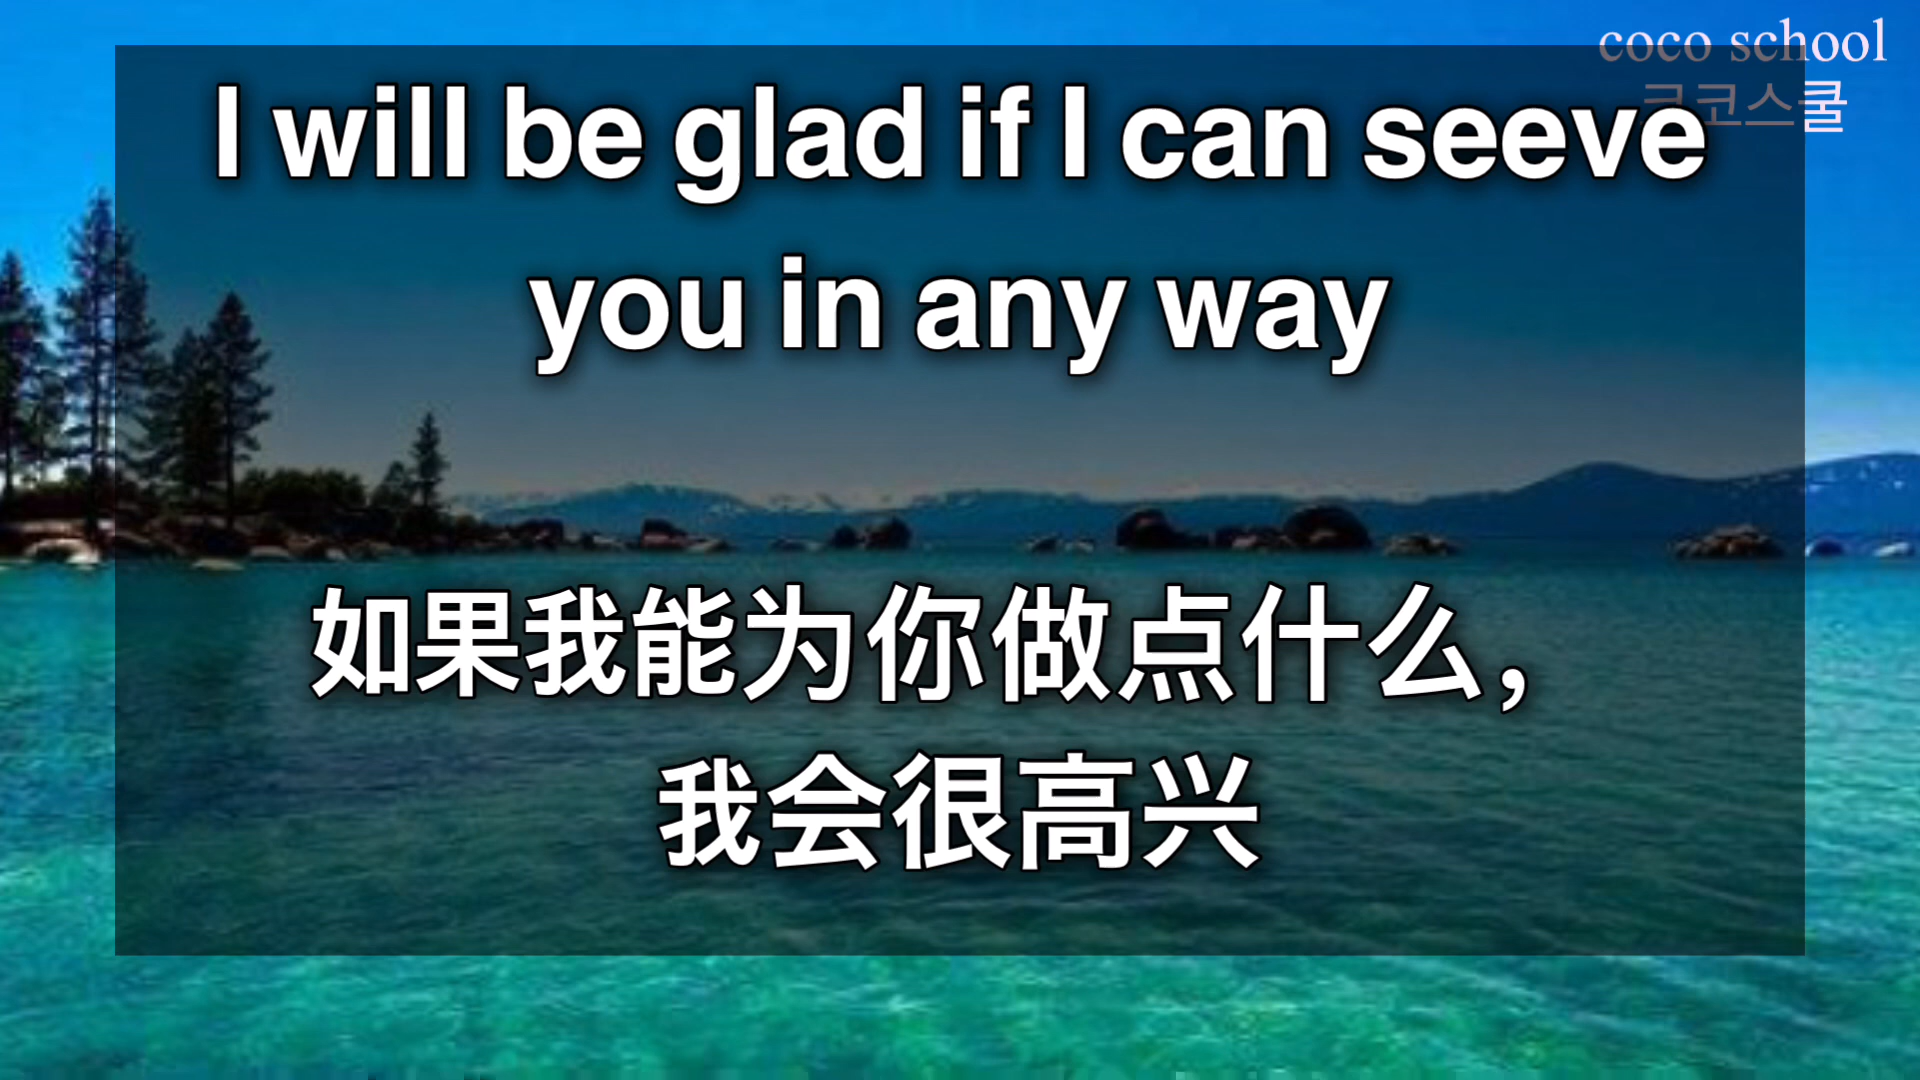 coco school
코코스쿨
I will be glad if I can seeve
you in any way
如果我能为你做点什么，
我会很高兴